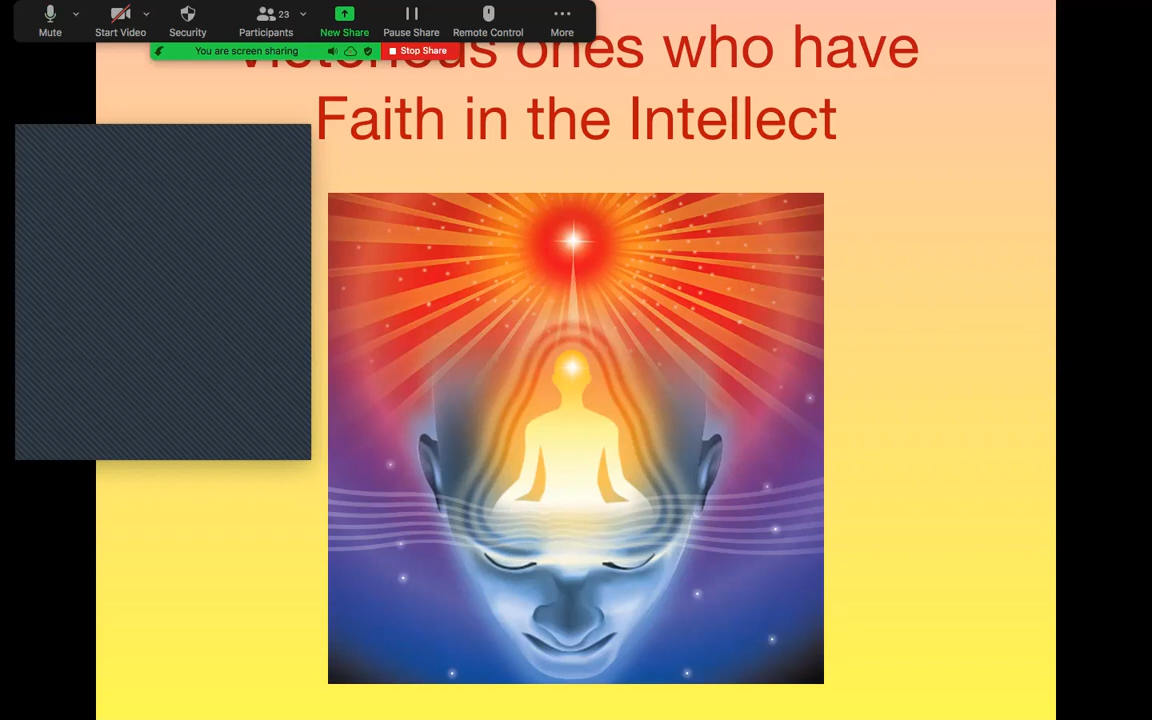 23
Mute
Start Video
Security
Participants
New Share
Pause Share
Remote Control
More
You are screen sharing
Stop Share
ones who have
Faith in the Intellect